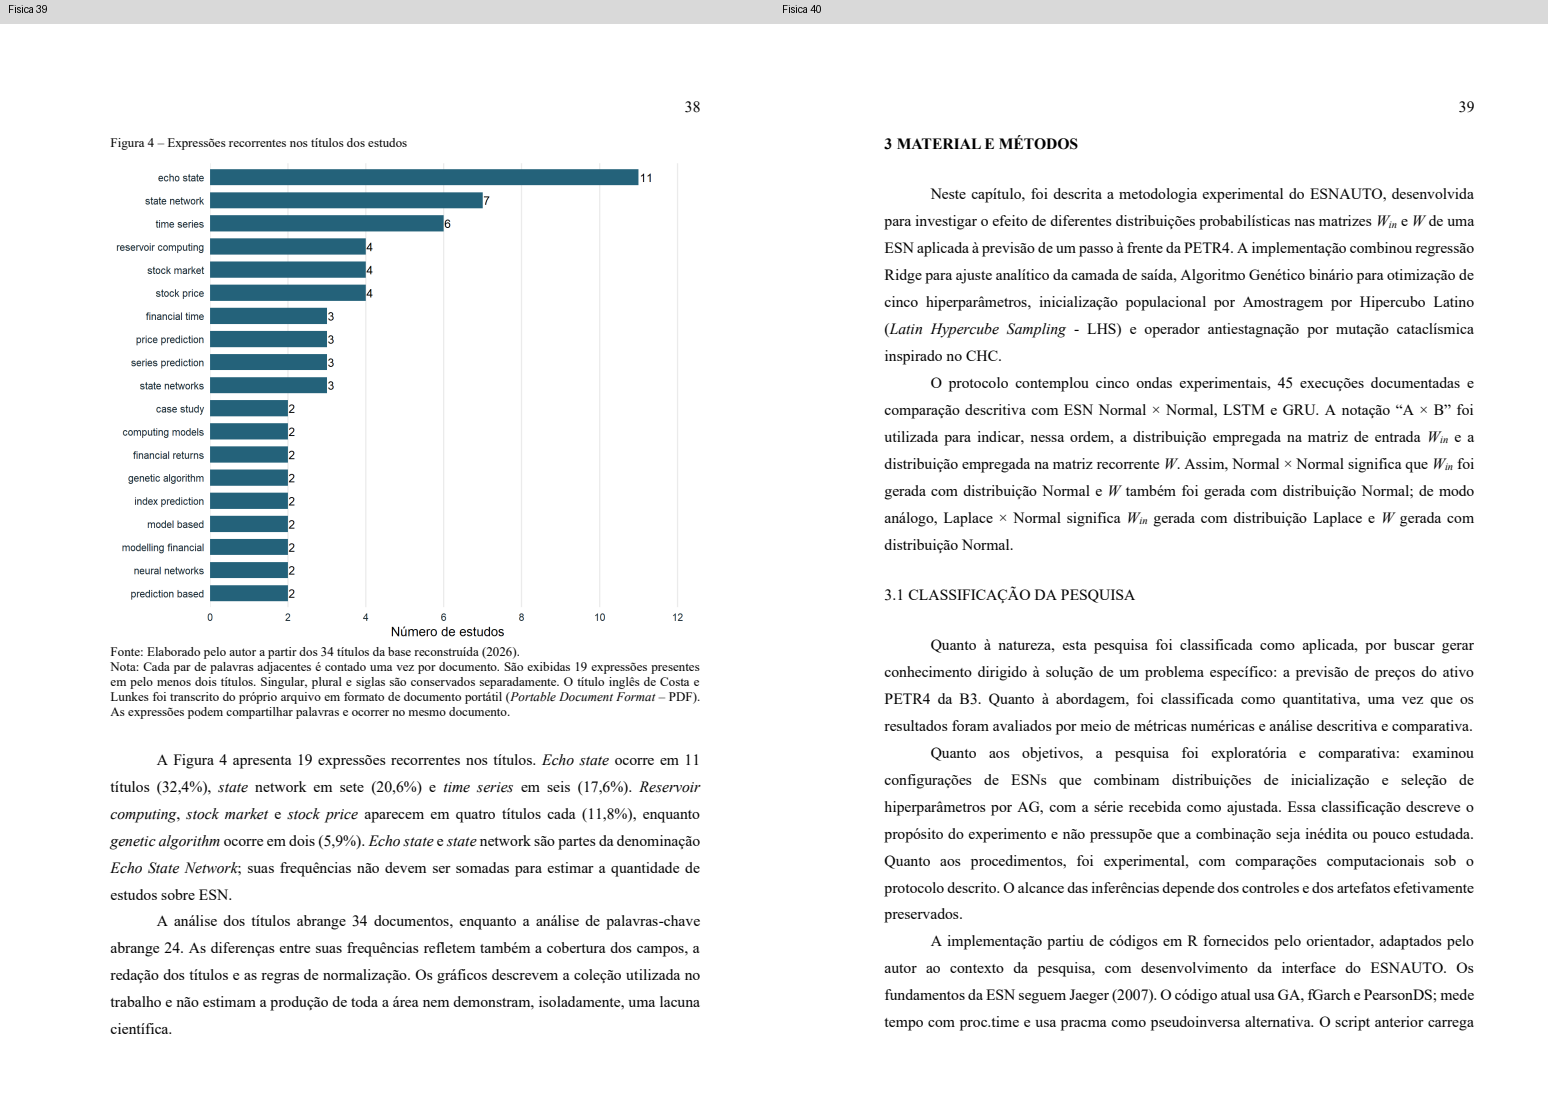 Fisica 39
38
Figura 4 – Expressões recorrentes nos títulos dos estudos
echo state 11
state network 7
time series 6
reservoir computing 4
stock market 4
stock price 4
financial time 3
price prediction 3
series prediction 3
state networks 3
case study 2
computing models 2
financial returns 2
genetic algorithm 2
index prediction 2
model based 2
modelling financial 2
neural networks 2
prediction based 2
0 2 4 6 8 10 12
Número de estudos
Fonte: Elaborado pelo autor a partir dos 34 títulos da base reconstruída (2026).
Nota: Cada par de palavras adjacentes é contado uma vez por documento. São exibidas 19 expressões presentes
em pelo menos dois títulos. Singular, plural e siglas são conservados separadamente. O título inglês de Costa e
Lunkes foi transcrito do próprio arquivo em formato de documento portátil (Portable Document Format – PDF).
As expressões podem compartilhar palavras e ocorrer no mesmo documento.
A Figura 4 apresenta 19 expressões recorrentes nos títulos. Echo state ocorre em 11
títulos (32,4%), state network em sete (20,6%) e time series em seis (17,6%). Reservoir
computing, stock market e stock price aparecem em quatro títulos cada (11,8%), enquanto
genetic algorithm ocorre em dois (5,9%). Echo state e state network são partes da denominação
Echo State Network; suas frequências não devem ser somadas para estimar a quantidade de
estudos sobre ESN.
A análise dos títulos abrange 34 documentos, enquanto a análise de palavras-chave
abrange 24. As diferenças entre suas frequências refletem também a cobertura dos campos, a
redação dos títulos e as regras de normalização. Os gráficos descrevem a coleção utilizada no
trabalho e não estimam a produção de toda a área nem demonstram, isoladamente, uma lacuna
científica.
Fisica 40
39
3 MATERIAL E MÉTODOS
Neste capítulo, foi descrita a metodologia experimental do ESNAUTO, desenvolvida
para investigar o efeito de diferentes distribuições probabilísticas nas matrizes Win e W de uma
ESN aplicada à previsão de um passo à frente da PETR4. A implementação combinou regressão
Ridge para ajuste analítico da camada de saída, Algoritmo Genético binário para otimização de
cinco hiperparâmetros, inicialização populacional por Amostragem por Hipercubo Latino
(Latin Hypercube Sampling - LHS) e operador antiestagnação por mutação cataclísmica
inspirado no CHC.
O protocolo contemplou cinco ondas experimentais, 45 execuções documentadas e
comparação descritiva com ESN Normal × Normal, LSTM e GRU. A notação “A × B” foi
utilizada para indicar, nessa ordem, a distribuição empregada na matriz de entrada Win e a
distribuição empregada na matriz recorrente W. Assim, Normal × Normal significa que Win foi
gerada com distribuição Normal e W também foi gerada com distribuição Normal; de modo
análogo, Laplace × Normal significa Win gerada com distribuição Laplace e W gerada com
distribuição Normal.
3.1 CLASSIFICAÇÃO DA PESQUISA
Quanto à natureza, esta pesquisa foi classificada como aplicada, por buscar gerar
conhecimento dirigido à solução de um problema específico: a previsão de preços do ativo
PETR4 da B3. Quanto à abordagem, foi classificada como quantitativa, uma vez que os
resultados foram avaliados por meio de métricas numéricas e análise descritiva e comparativa.
Quanto aos objetivos, a pesquisa foi exploratória e comparativa: examinou
configurações de ESNs que combinam distribuições de inicialização e seleção de
hiperparâmetros por AG, com a série recebida como ajustada. Essa classificação descreve o
propósito do experimento e não pressupõe que a combinação seja inédita ou pouco estudada.
Quanto aos procedimentos, foi experimental, com comparações computacionais sob o
protocolo descrito. O alcance das inferências depende dos controles e dos artefatos efetivamente
preservados.
A implementação partiu de códigos em R fornecidos pelo orientador, adaptados pelo
autor ao contexto da pesquisa, com desenvolvimento da interface do ESNAUTO. Os
fundamentos da ESN seguem Jaeger (2007). O código atual usa GA, fGarch e PearsonDS; mede
tempo com proc.time e usa pracma como pseudoinversa alternativa. O script anterior carrega